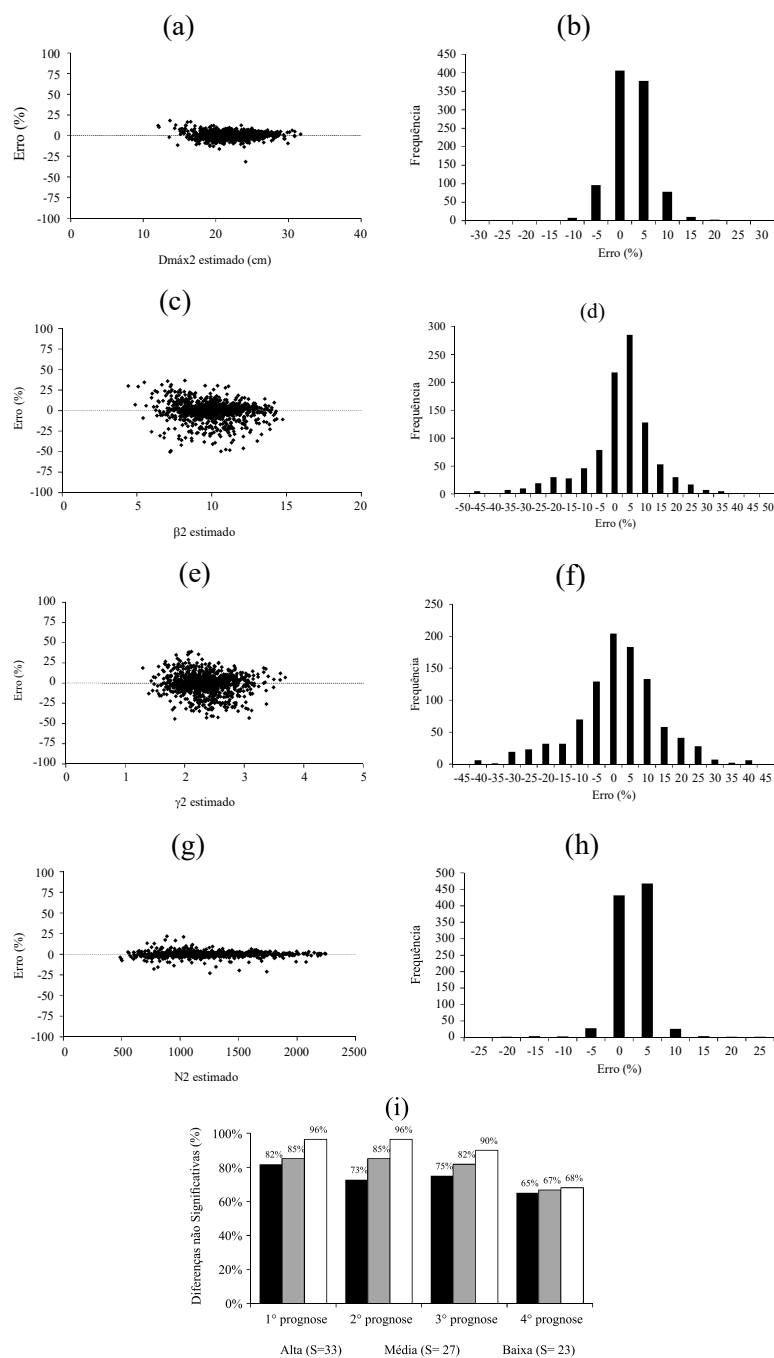 (a)
100
75
50
25
0
-25
-50
-75
-100
Erro (%)
0 10 20 30 40
Dmáx2 estimado (cm)
(b)
450
400
350
300
250
200
150
100
50
0
Frequência
-30 -20 -15 -10 -5 0 5 10 15 20 30
Erro (%)
(c)
100
75
50
25
0
-25
-50
-75
-100
Erro (%)
0 5 10 15 20
β2 estimado
(d)
300
250
200
150
100
50
0
Frequência
-50 -45 -40 -35 -30 -25 -20 -15 -10 -5 0 5 10 15 20 25 30 35 40 45 50
Erro (%)
(e)
100
75
50
25
0
-25
-50
-75
-100
Erro (%)
0 1 2 3 4 5
γ2 estimado
(f)
250
200
150
100
50
0
Frequência
-45 -40 -35 -30 -25 -20 -15 -10 -5 0 5 10 15 20 25 30 35 40 45
Erro (%)
(g)
100
75
50
25
0
-25
-50
-75
-100
Erro (%)
0 500 1000 1500 2000 2500
N2 estimado
(h)
500
450
400
350
300
250
200
150
100
50
0
Frequência
-25 -20 -15 -10 -5 0 5 10 15 20 25
Erro (%)
(i)
100%
80%
60%
40%
20%
0%
Diferenças não Significativas (%)
82% 85% 96% 73% 85% 96% 75% 82% 90% 65% 67% 68%
1° prognose 2° prognose 3° prognose 4° prognose
Alta (S=33) Média (S= 27) Baixa (S= 23)